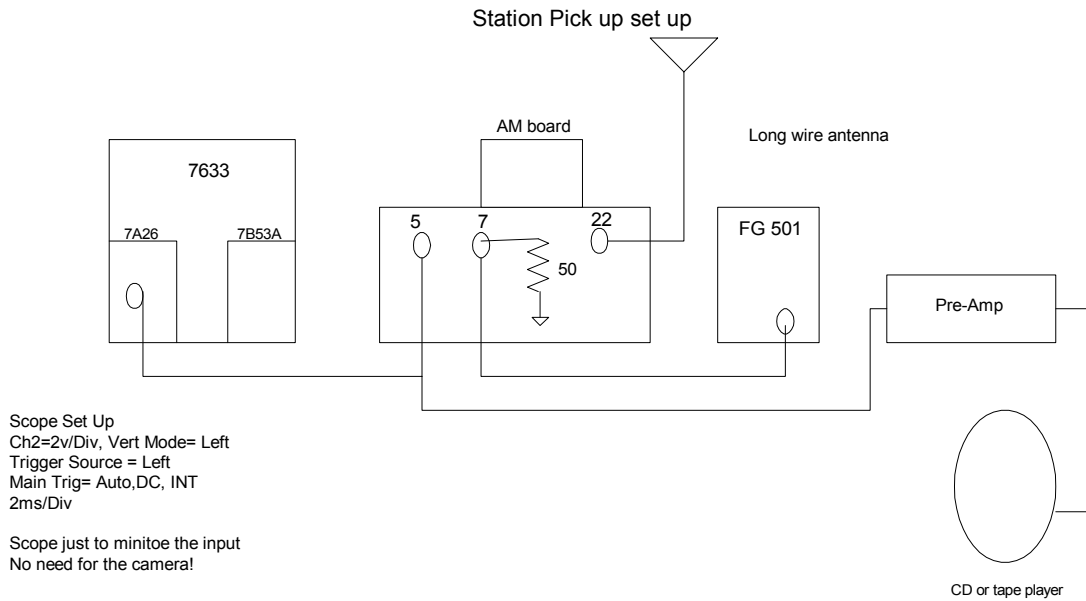 Station Pick up set up
AM board
Long wire antenna
7633
7A26
7B53A
5
7
22
50
FG 501
Pre-Amp
Scope Set Up
Ch2=2v/Div, Vert Mode= Left
Trigger Source = Left
Main Trig= Auto,DC, INT
2ms/Div
Scope just to minitoe the input
No need for the camera!
CD or tape player